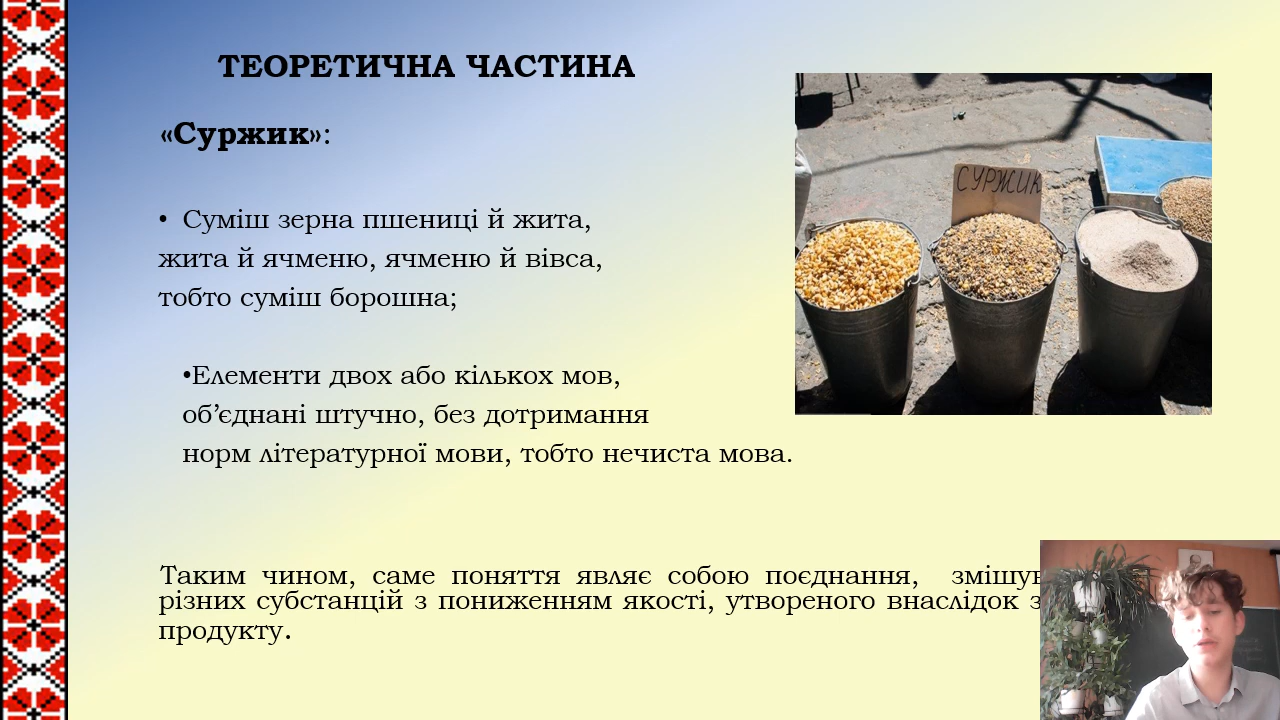 ТЕОРЕТИЧНА ЧАСТИНА
«Суржик»:
• Суміш зерна пшениці й жита,
жита й ячменю, ячменю й вівса,
тобто суміш борошна;
СУРЖИК
•Елементи двох або кількох мов,
об’єднані штучно, без дотримання
норм літературної мови, тобто нечиста мова.
Таким чином, саме поняття являє собою поєднання,
різних субстанцій з пониженням якості, утвореного внаслідок
продукту.